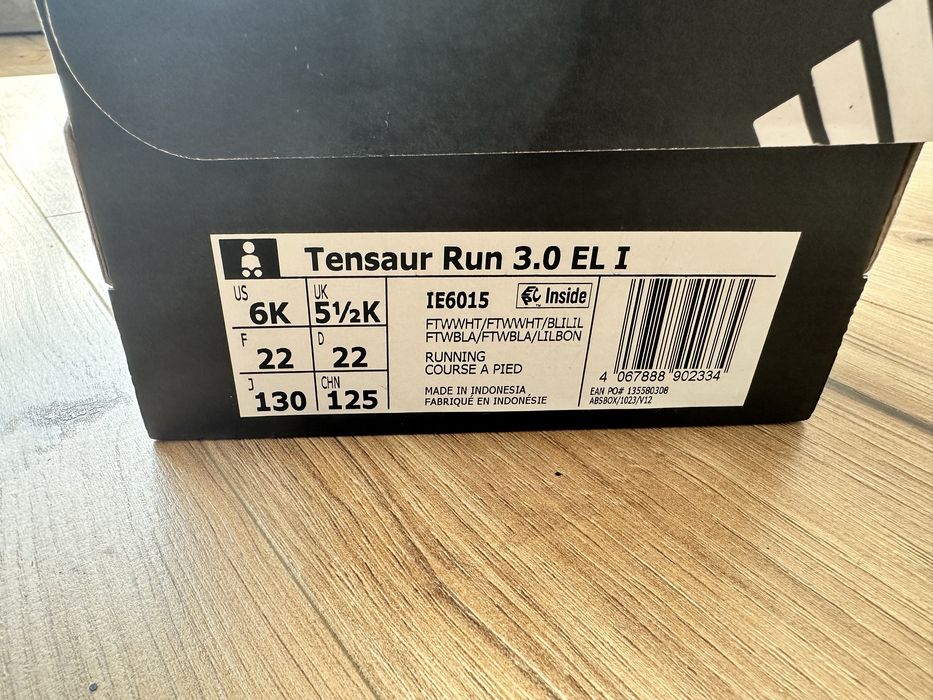 Tensaur Run 3.0 EL I
US 6K UK 5½K
F 22 D 22
J 130 CHN 125
IE6015 Inside
FTWWHT/FTWWHT/BLILIL
FTWBLA/FTWBLA/LILBON
RUNNING
COURSE A PIED
MADE IN INDONESIA
FABRIQUÉ EN INDONÉSIE
4 067888 902334
EAN PO# 135580308
ABSBOX/1023/V12